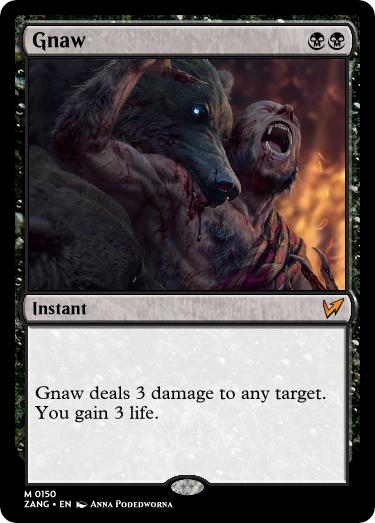 Gnaw
Instant
Gnaw deals 3 damage to any target.
You gain 3 life.
M 0150
ZANG • EN Anna Podedworna